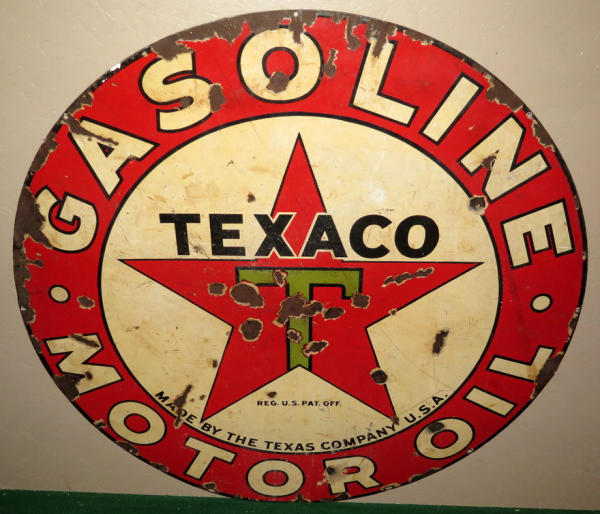 GASOLINE
TEXACO
T
REG. U.S. PAT. OFF.
MADE BY THE TEXAS COMPANY U.S.A.
• MOTOR OIL •